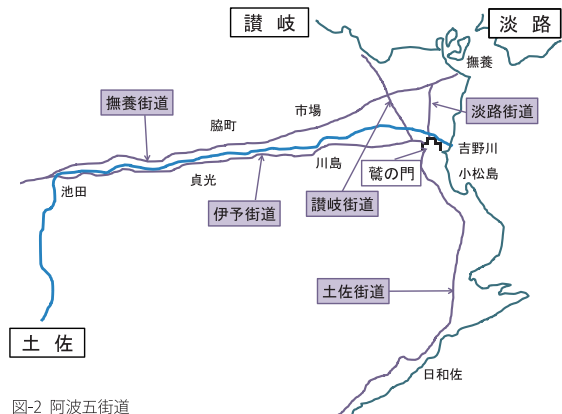 讃 岐
淡 路
撫養
撫養街道
市場
淡路街道
脇町
吉野川
川島
鷲の門
小松島
貞光
池田
伊予街道
讃岐街道
土佐街道
土 佐
日和佐
図-2 阿波五街道